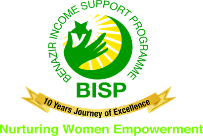 BENAZIR INCOME SUPPORT PROGRAMME
BISP
10 Years Journey of Excellence
Nurturing Women Empowerment